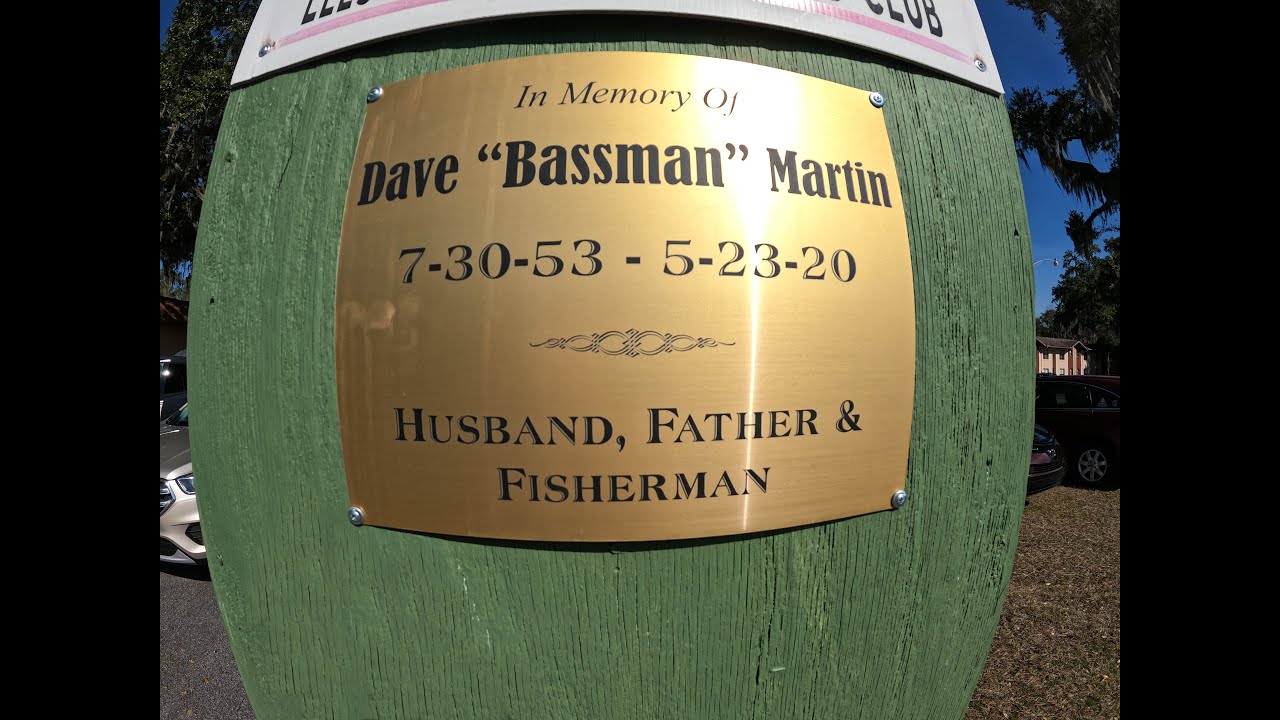 CLUB
In Memory Of
Dave “Bassman” Martin
7-30-53 - 5-23-20
Husband, Father &
Fisherman